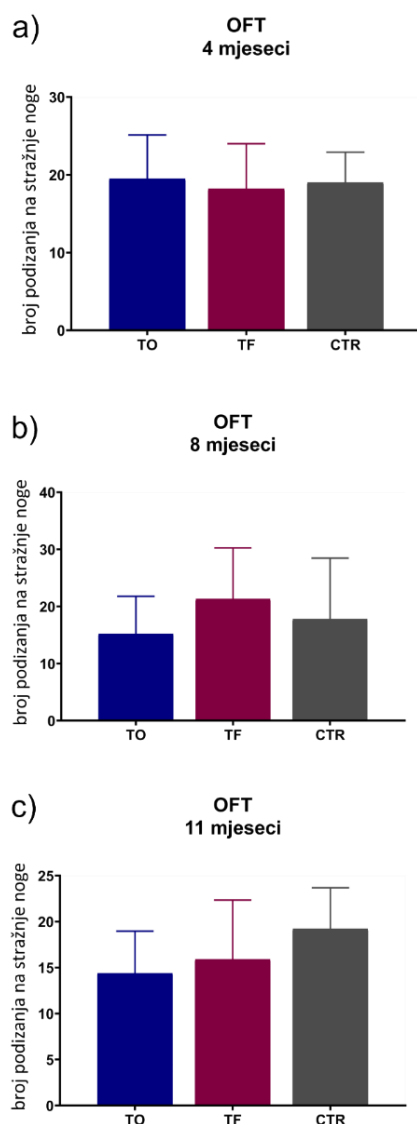 a)
OFT
4 mjeseci
broj podizanja na stražnje noge
30
20
10
0
TO TF CTR
b)
OFT
8 mjeseci
broj podizanja na stražnje noge
40
30
20
10
0
TO TF CTR
c)
OFT
11 mjeseci
broj podizanja na stražnje noge
25
20
15
10
5
0
TO TF CTR